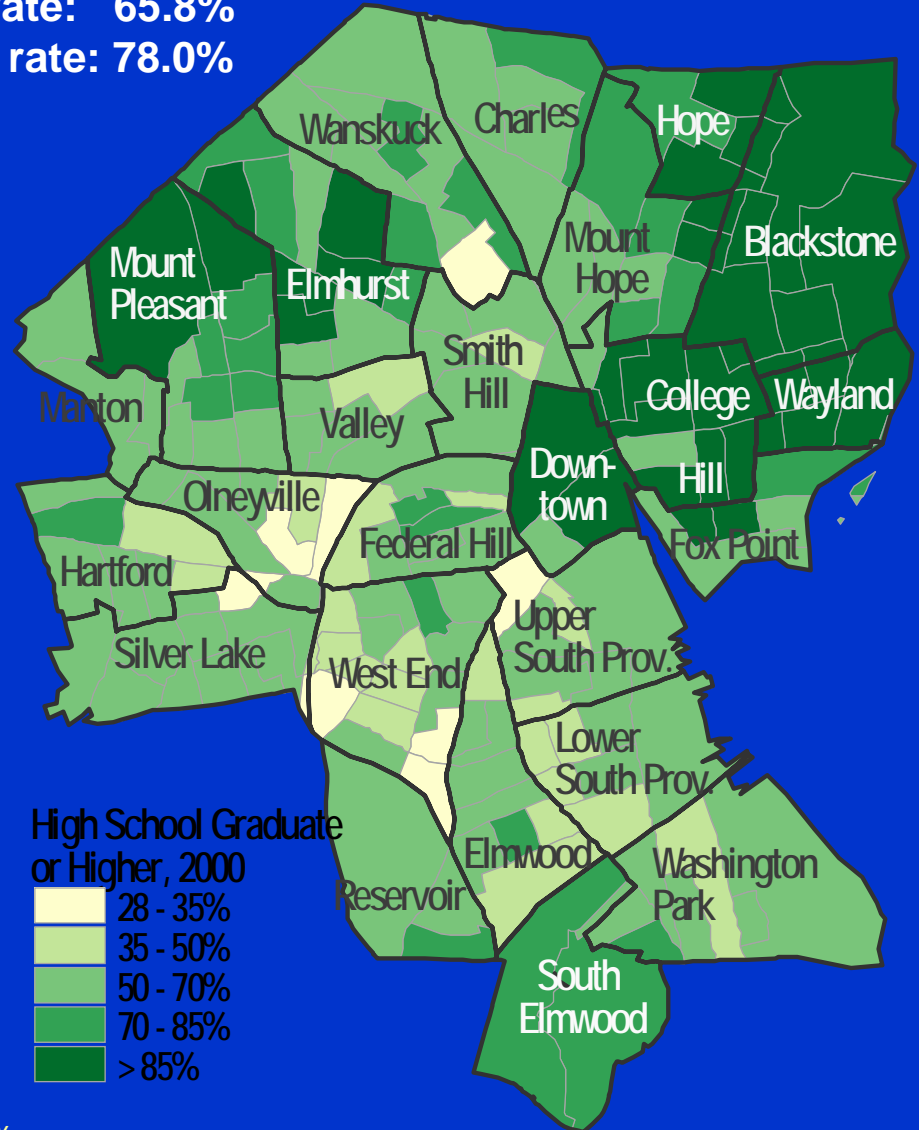 ate: 65.8%
rate: 78.0%
Wanskuck
Charles
Hope
Mount
Pleasant
Elmhurst
Mount
Hope
Blackstone
Smith
Hill
Manton
Valley
College
Hill
Wayland
Down-
town
Olneyville
Federal Hill
Fox Point
Hartford
Silver Lake
West End
Upper
South Prov.
Lower
South Prov.
Elmwood
Washington
Park
Reservoir
South
Elmwood
High School Graduate
or Higher, 2000
28 - 35%
35 - 50%
50 - 70%
70 - 85%
> 85%